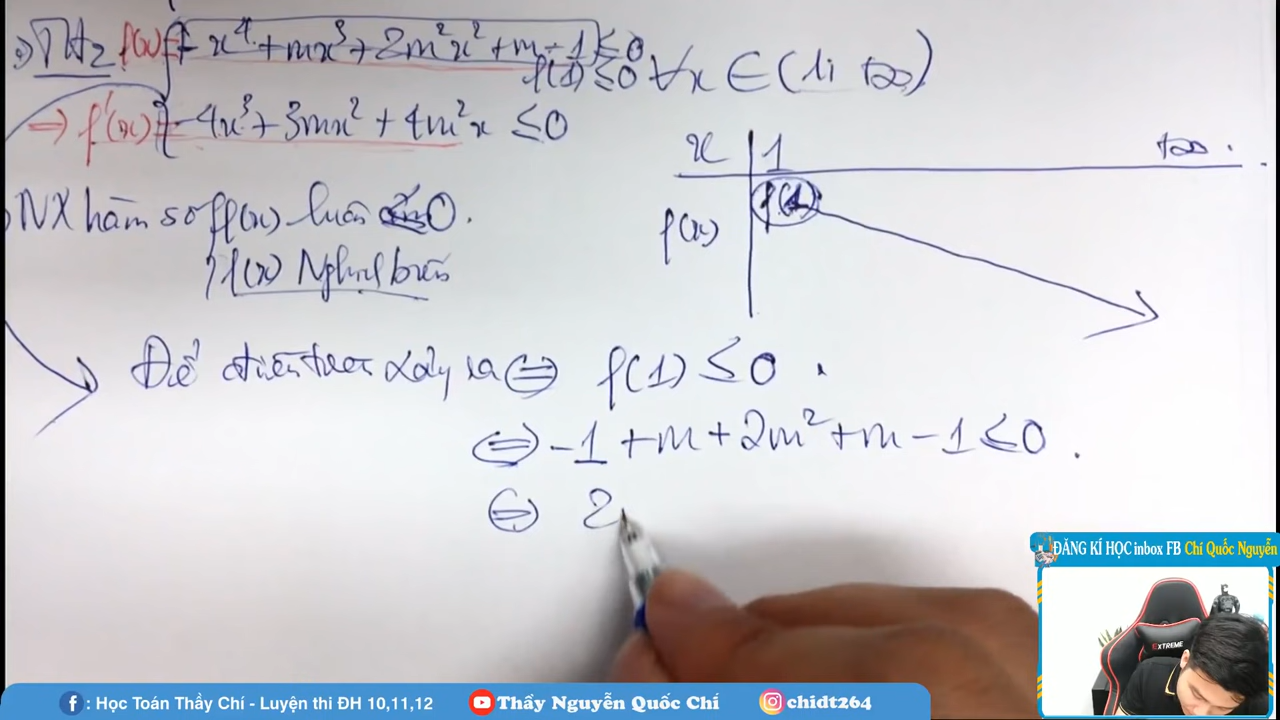 TH2 f(x) = -x⁴ + mx³ + 2m²x² + m - 1 ≤ 0
f(1) ≤ 0 ∀x ∈ (1; +∞)
⇒ f'(x) = -4x³ + 3mx² + 4m²x ≤ 0
x 1 +∞
f(1)
f(x)
NX hàm số f(x) luôn ≤ 0.
f(x) Nghịch biến
Để điều trên xảy ra ⇔ f(1) ≤ 0.
⇔ -1 + m + 2m² + m - 1 ≤ 0.
⇔ 2
ĐĂNG KÍ HỌC inbox FB Chí Quốc Nguyễn
EXTREME
: Học Toán Thầy Chí - Luyện thi ĐH 10,11,12
Thầy Nguyễn Quốc Chí
chidt264